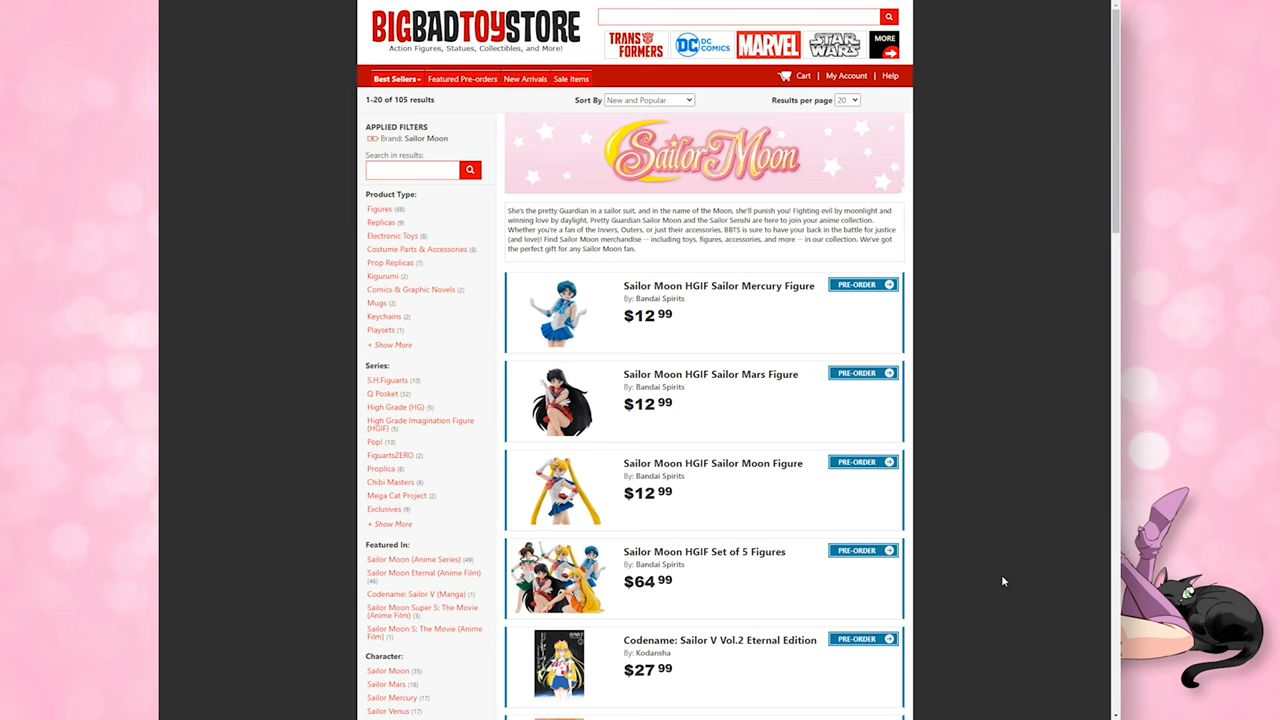 BIGBADTOYSTORE
Action Figures, Statues, Collectibles, and More!
TRANSFORMERS
DC COMICS
MARVEL
STAR WARS
MORE
Best Sellers
Featured Pre-orders
New Arrivals
Sale Items
Cart | My Account | Help
1-20 of 105 results
Sort By New and Popular
Results per page 20
APPLIED FILTERS
Brand: Sailor Moon
Search in results:
Product Type:
Figures (88)
Replicas (9)
Electronic Toys (8)
Costume Parts & Accessories (8)
Prop Replicas (7)
Kigurumi (2)
Comics & Graphic Novels (2)
Mugs (2)
Keychains (2)
Playsets (1)
+ Show More
Series:
S.H.Figuarts (10)
Q Posket (32)
High Grade (HG) (5)
High Grade Imagination Figure
(HGIF) (5)
Pop! (10)
FiguartsZERO (2)
Proplica (8)
Chibi Masters (6)
Mega Cat Project (2)
Exclusives (9)
+ Show More
Featured In:
Sailor Moon (Anime Series) (49)
Sailor Moon Eternal (Anime Film)
(46)
Codename: Sailor V (Manga) (1)
Sailor Moon Super S: The Movie
(Anime Film) (3)
Sailor Moon S: The Movie (Anime
Film) (1)
Character:
Sailor Moon (35)
Sailor Mars (18)
Sailor Mercury (17)
Sailor Venus (17)
Sailor Moon
She's the pretty Guardian in a sailor suit, and in the name of the Moon, she'll punish you! Fighting evil by moonlight and
winning love by daylight, Pretty Guardian Sailor Moon and the Sailor Senshi are here to join your anime collection.
Whether you're a fan of the Inners, Outers, or just their accessories, BBTS is sure to have your back in the battle for justice
(and love)! Find Sailor Moon merchandise -- including toys, figures, accessories, and more -- in our collection. We've got
the perfect gift for any Sailor Moon fan.
Sailor Moon HGIF Sailor Mercury Figure
PRE-ORDER
By: Bandai Spirits
$12 99
Sailor Moon HGIF Sailor Mars Figure
PRE-ORDER
By: Bandai Spirits
$12 99
Sailor Moon HGIF Sailor Moon Figure
PRE-ORDER
By: Bandai Spirits
$12 99
Sailor Moon HGIF Set of 5 Figures
PRE-ORDER
By: Bandai Spirits
$64 99
Codename: Sailor V Vol.2 Eternal Edition
PRE-ORDER
By: Kodansha
$27 99